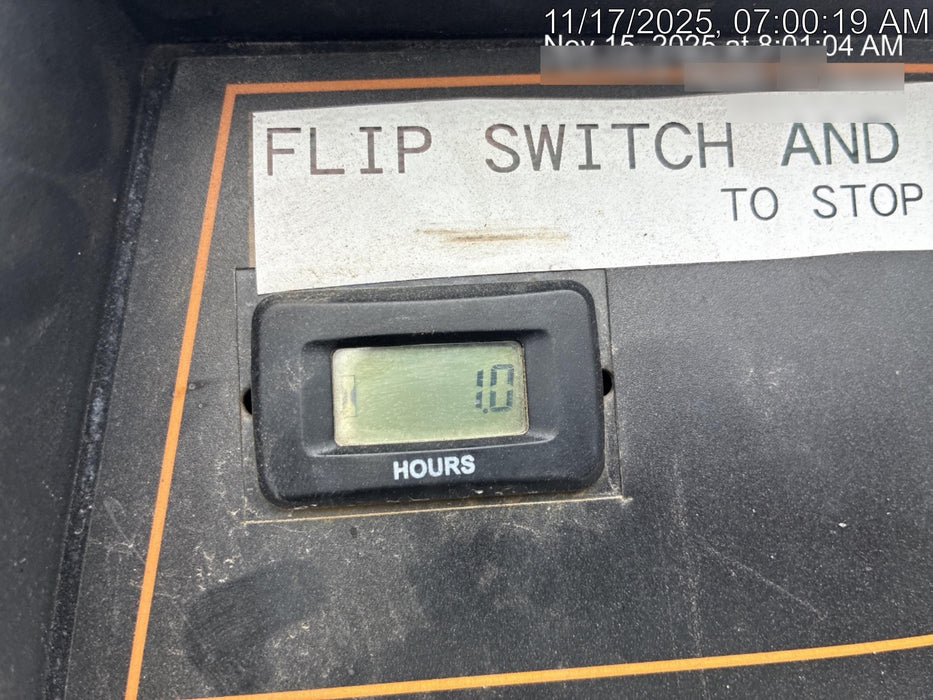 11/17/2025, 07:00:19 AM
Nov 15, 2025 at 8:01:04 AM
FLIP SWITCH AND
TO STOP
1.0
HOURS